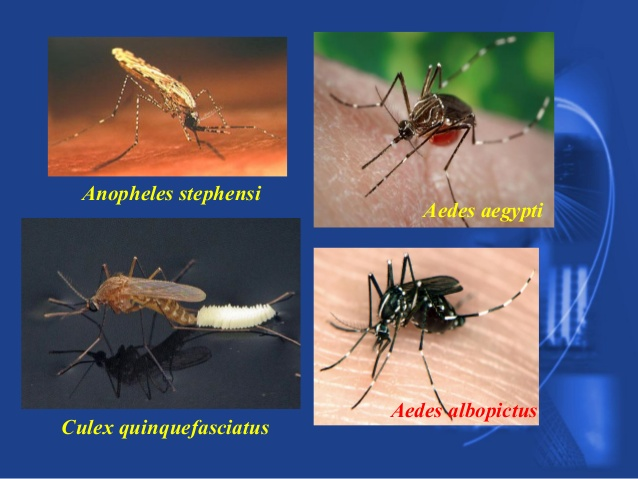 Anopheles stephensi
Aedes aegypti
Culex quinquefasciatus
Aedes albopictus